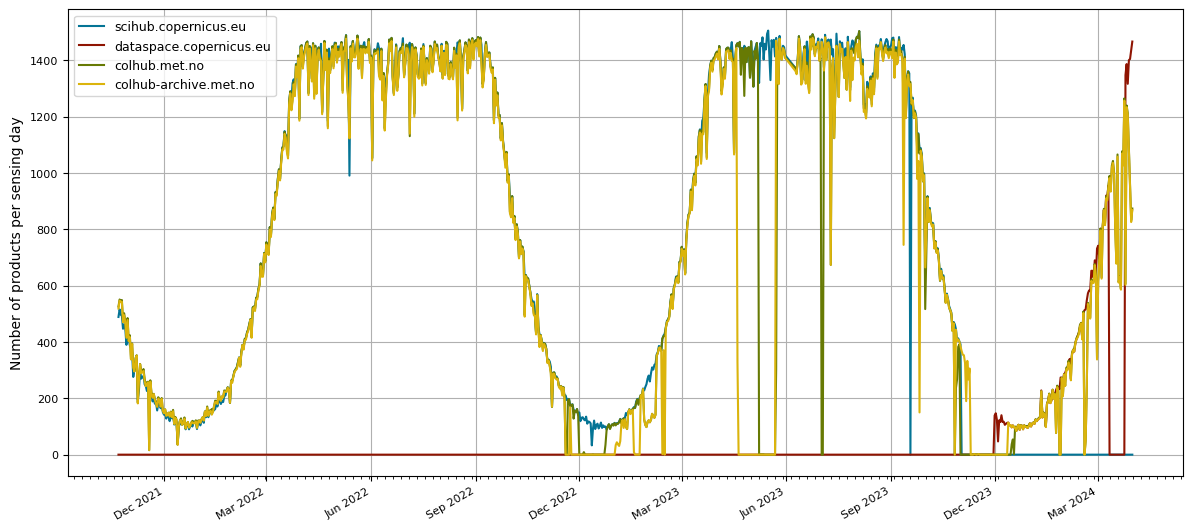 scihub.copernicus.eu
dataspace.copernicus.eu
colhub.met.no
colhub-archive.met.no
Number of products per sensing day
1400
1200
1000
800
600
400
200
0
Dec 2021
Mar 2022
Jun 2022
Sep 2022
Dec 2022
Mar 2023
Jun 2023
Sep 2023
Dec 2023
Mar 2024